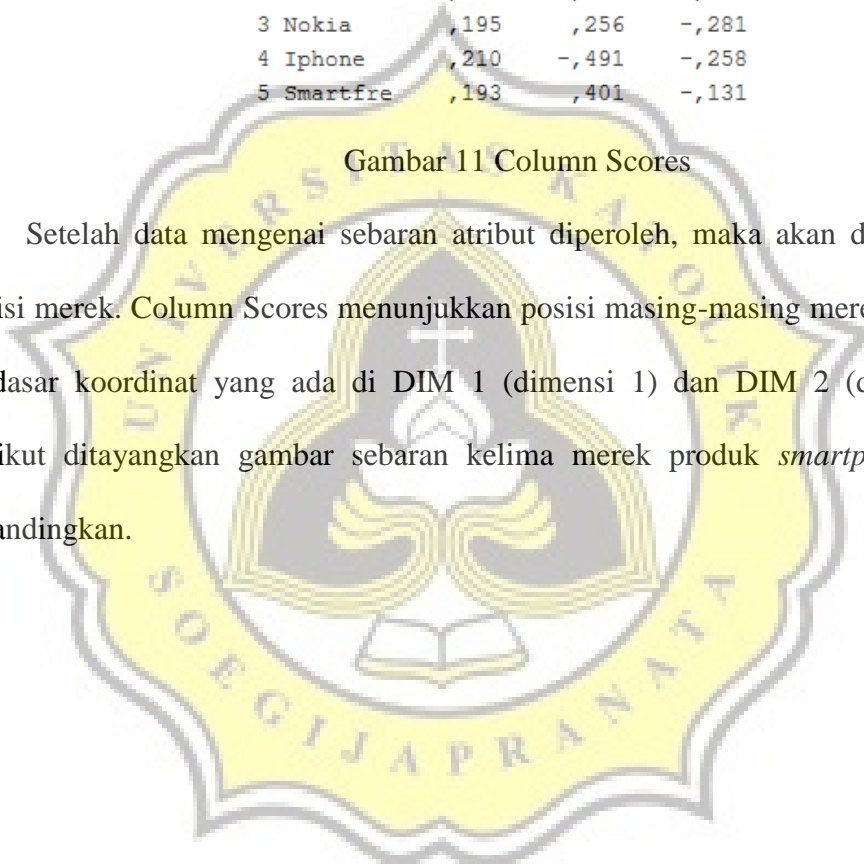 3 Nokia ,195 ,256 -,281
4 Iphone ,210 -,491 -,258
5 Smartfre ,193 ,401 -,131
Gambar 11 Column Scores
Setelah data mengenai sebaran atribut diperoleh, maka akan d
isi merek. Column Scores menunjukkan posisi masing-masing mere
dasar koordinat yang ada di DIM 1 (dimensi 1) dan DIM 2 (d
ikut ditayangkan gambar sebaran kelima merek produk smartp
andingkan.
UNIVERSITAS KATOLIK
SOEGIJAPRANATA